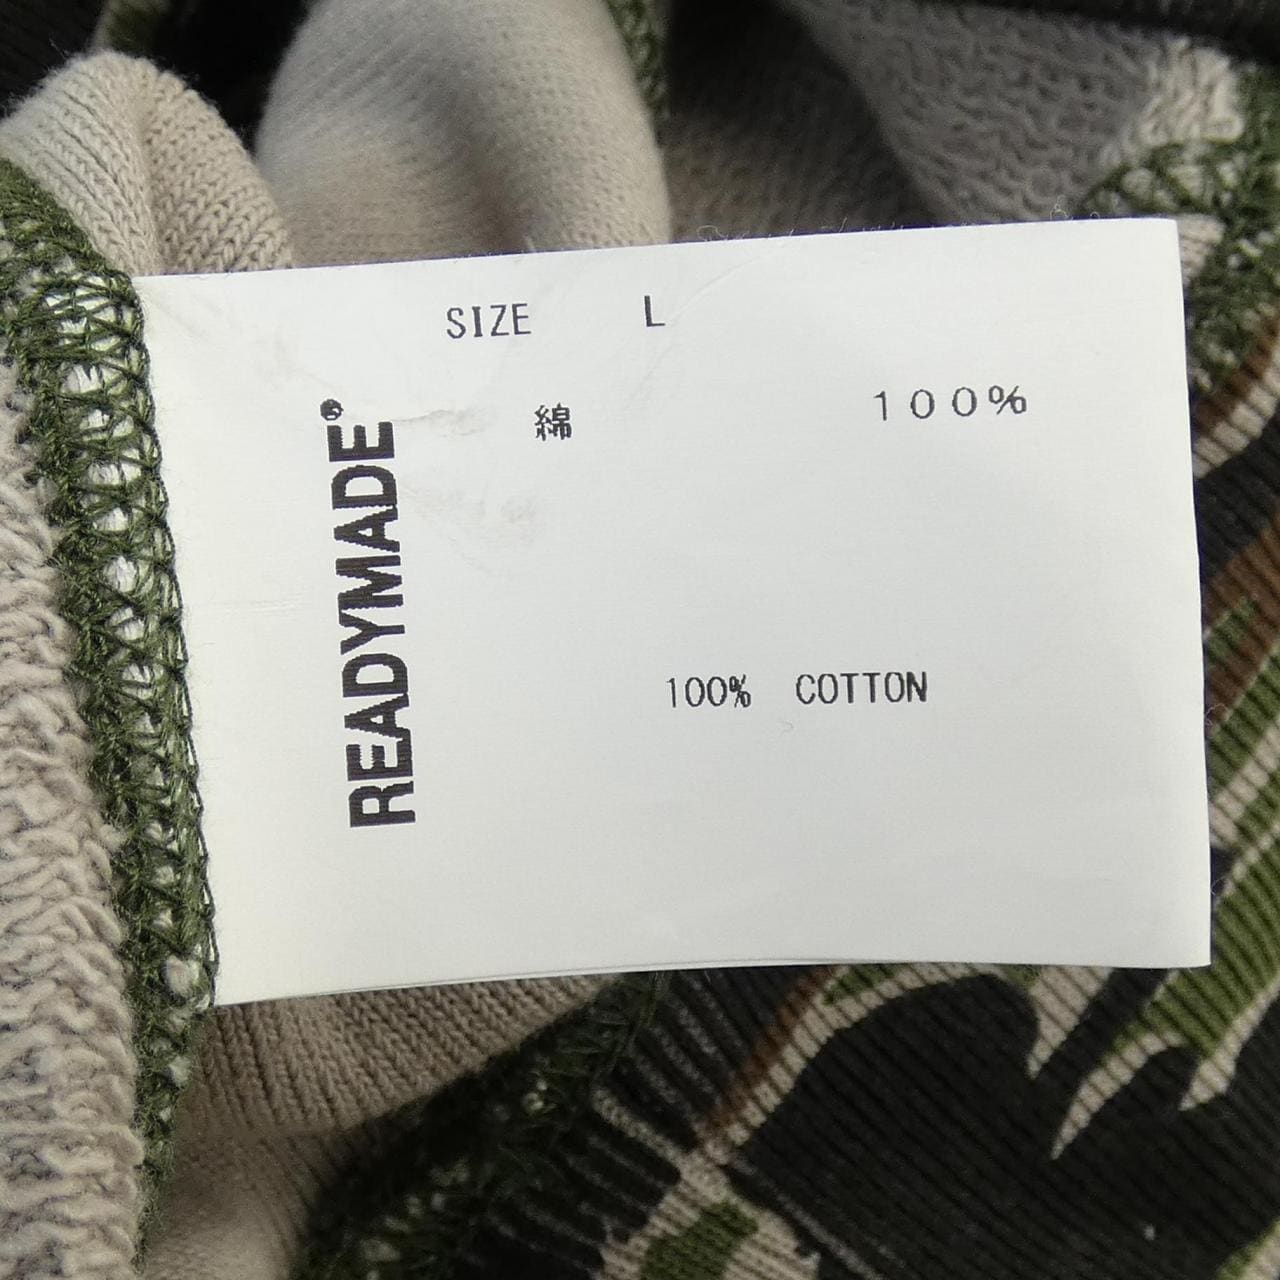 SIZE L
綿 100%
READYMADE®
100% COTTON